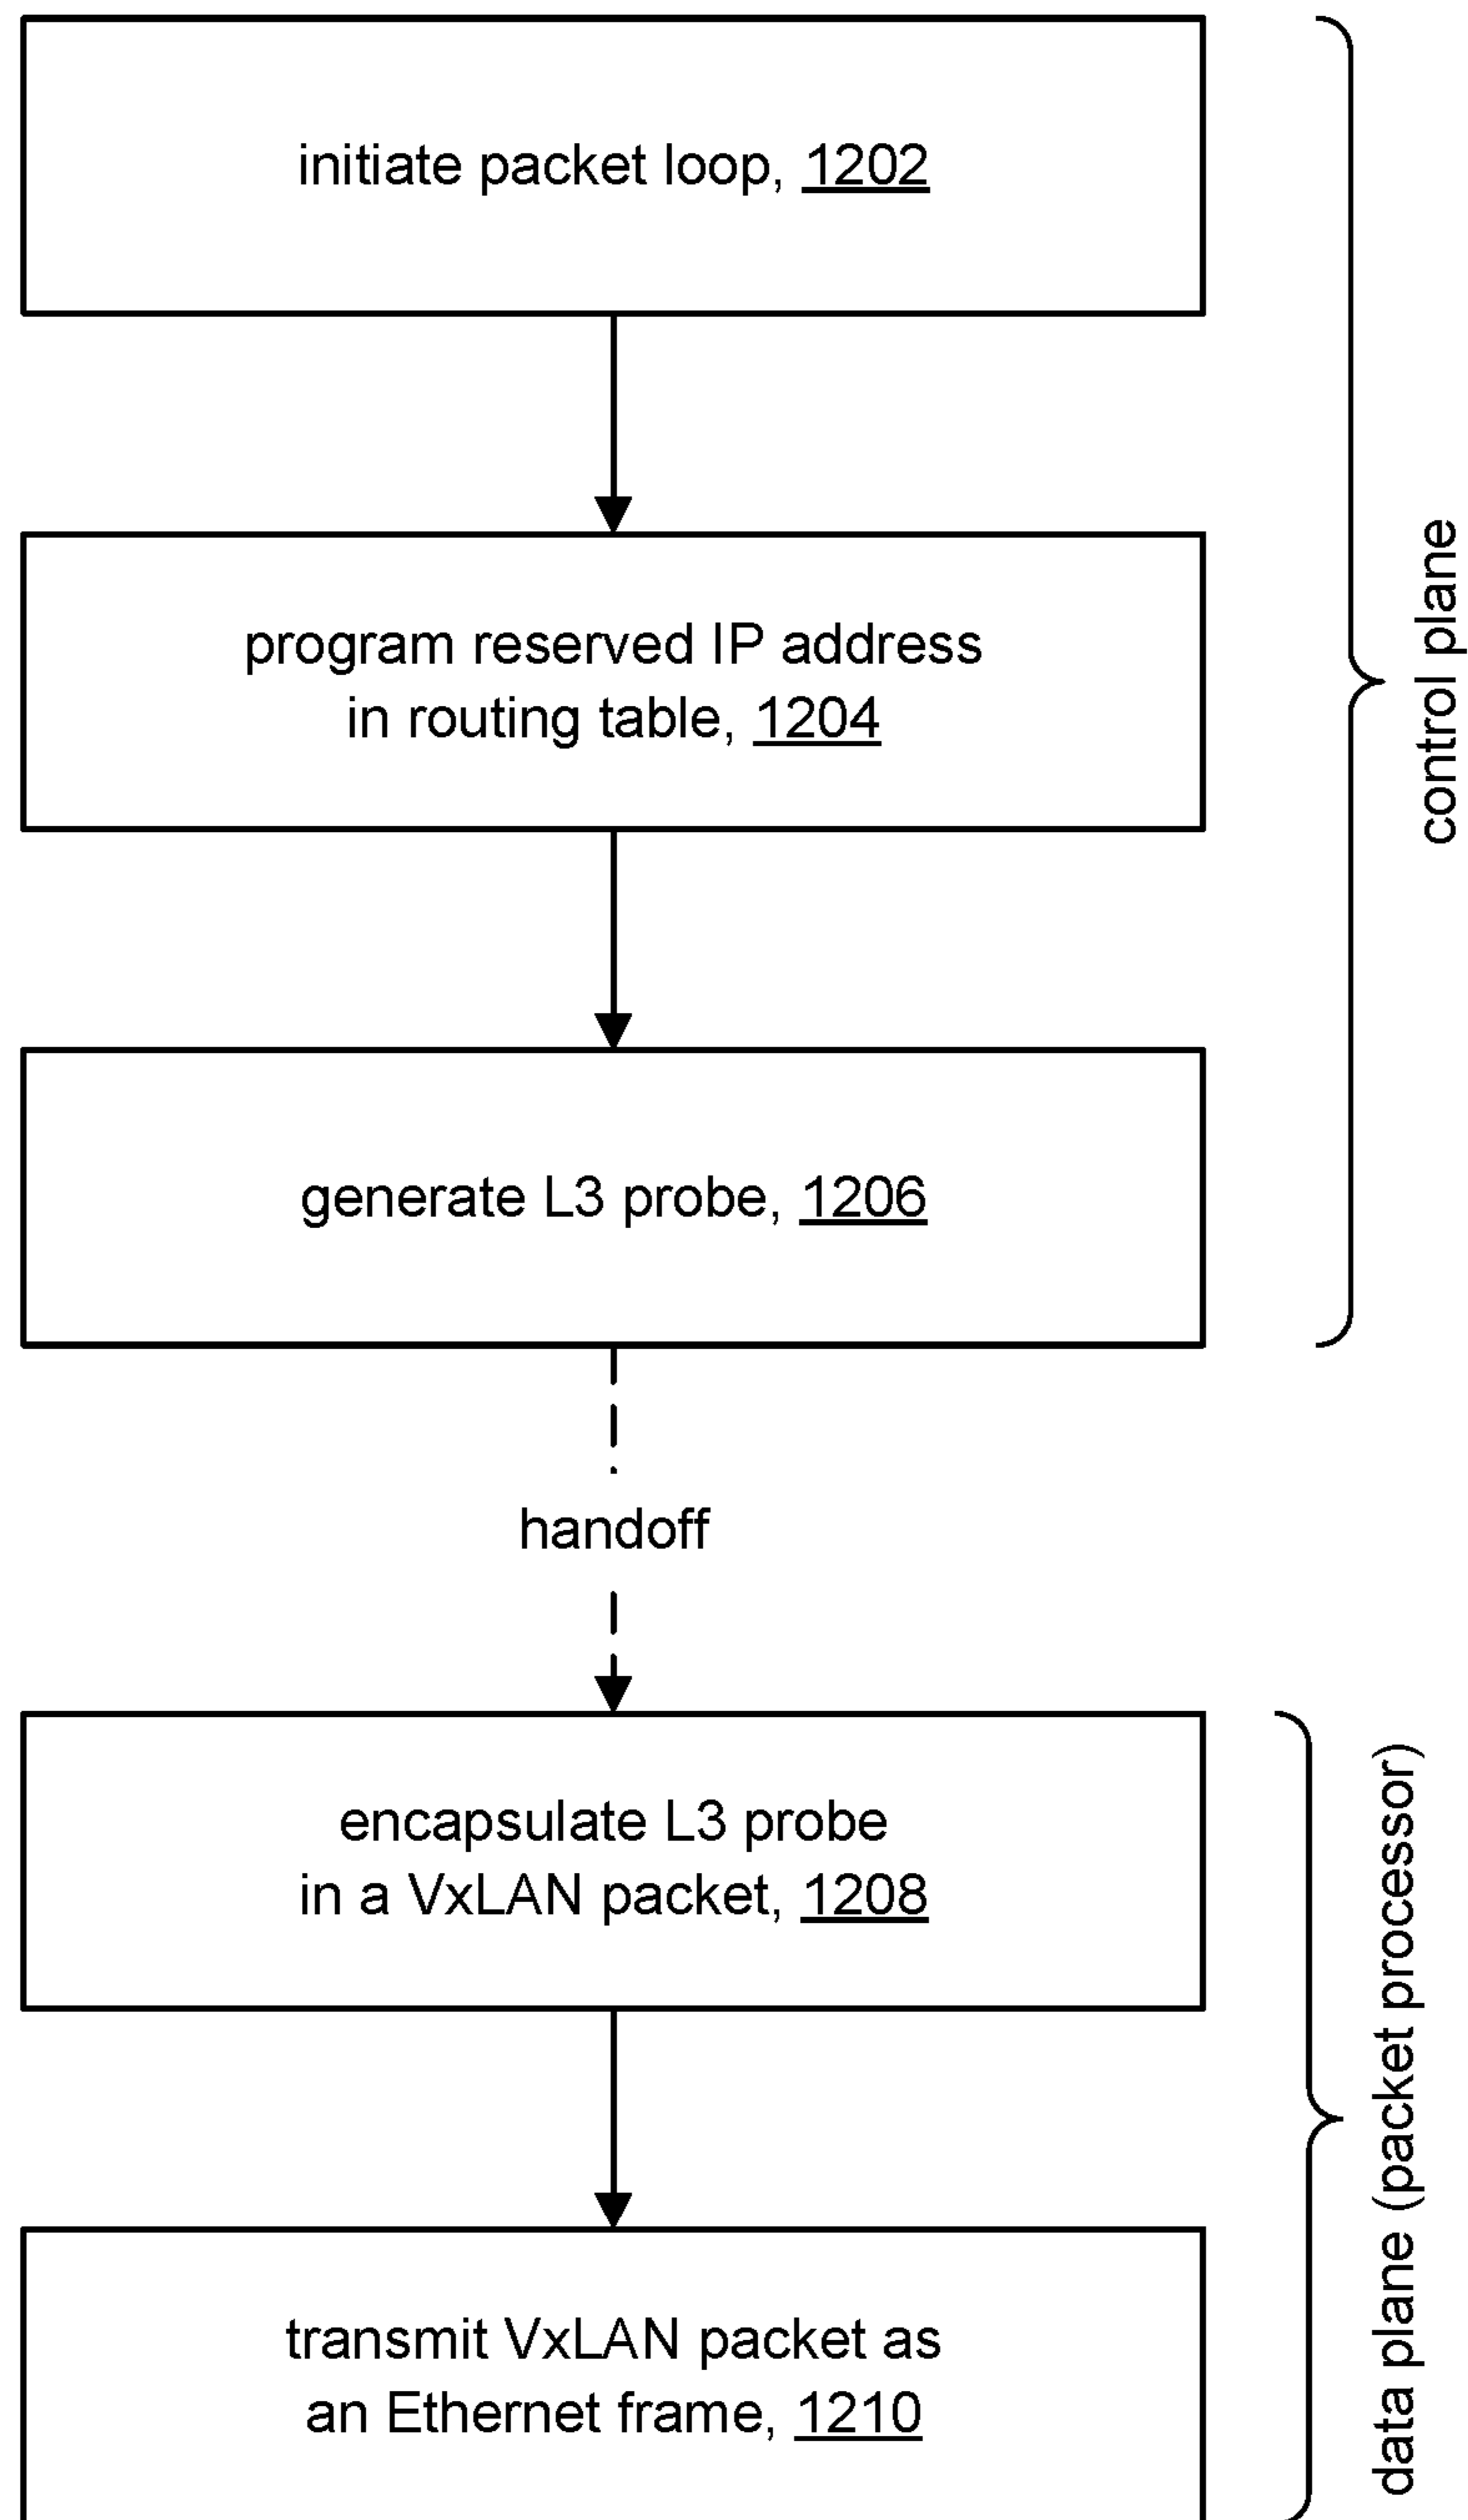 initiate packet loop, 1202
program reserved IP address
in routing table, 1204
generate L3 probe, 1206
control plane
handoff
encapsulate L3 probe
in a VxLAN packet, 1208
transmit VxLAN packet as
an Ethernet frame, 1210
data plane (packet processor)